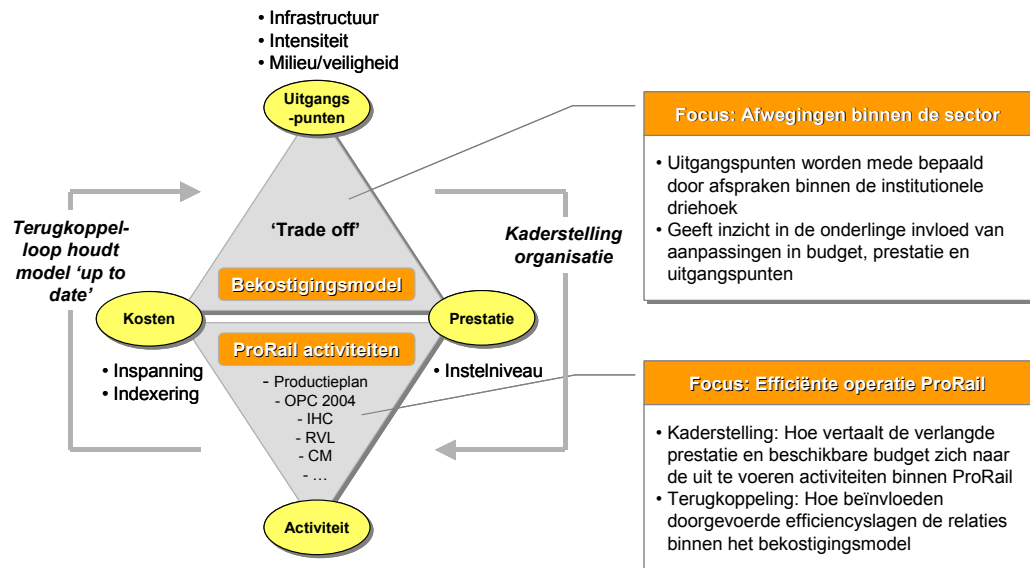 • Infrastructuur
• Intensiteit
• Milieu/veiligheid
Uitgangs
-punten
Terugkoppel-
loop houdt
model ‘up to
date’
‘Trade off’
Kaderstelling
organisatie
Bekostigingsmodel
Kosten
Prestatie
ProRail activiteiten
• Inspanning
• Indexering
- Productieplan
- OPC 2004
- IHC
- RVL
- CM
- ...
• Instelniveau
Activiteit
Focus: Afwegingen binnen de sector
• Uitgangspunten worden mede bepaald
door afspraken binnen de institutionele
driehoek
• Geeft inzicht in de onderlinge invloed van
aanpassingen in budget, prestatie en
uitgangspunten
Focus: Efficiënte operatie ProRail
• Kaderstelling: Hoe vertaalt de verlangde
prestatie en beschikbare budget zich naar
de uit te voeren activiteiten binnen ProRail
• Terugkoppeling: Hoe beïnvloeden
doorgevoerde efficiencyslagen de relaties
binnen het bekostigingsmodel